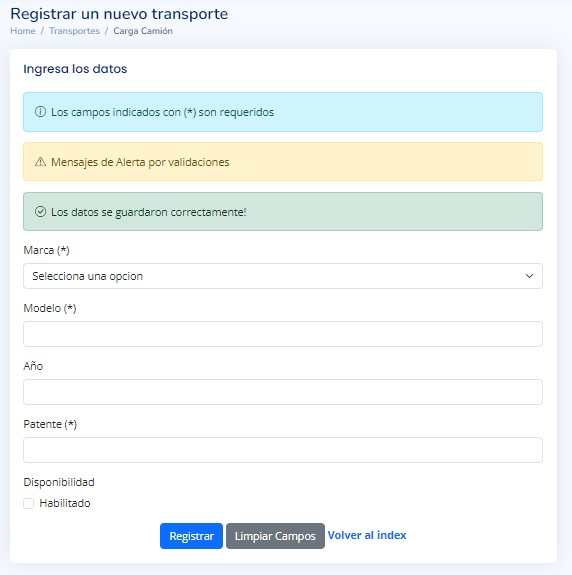 Registrar un nuevo transporte
Home / Transportes / Carga Camión
Ingresa los datos
Los campos indicados con (*) son requeridos
Mensajes de Alerta por validaciones
Los datos se guardaron correctamente!
Marca (*)
Selecciona una opcion
Modelo (*)
Año
Patente (*)
Disponibilidad
Habilitado
Registrar Limpiar Campos Volver al index